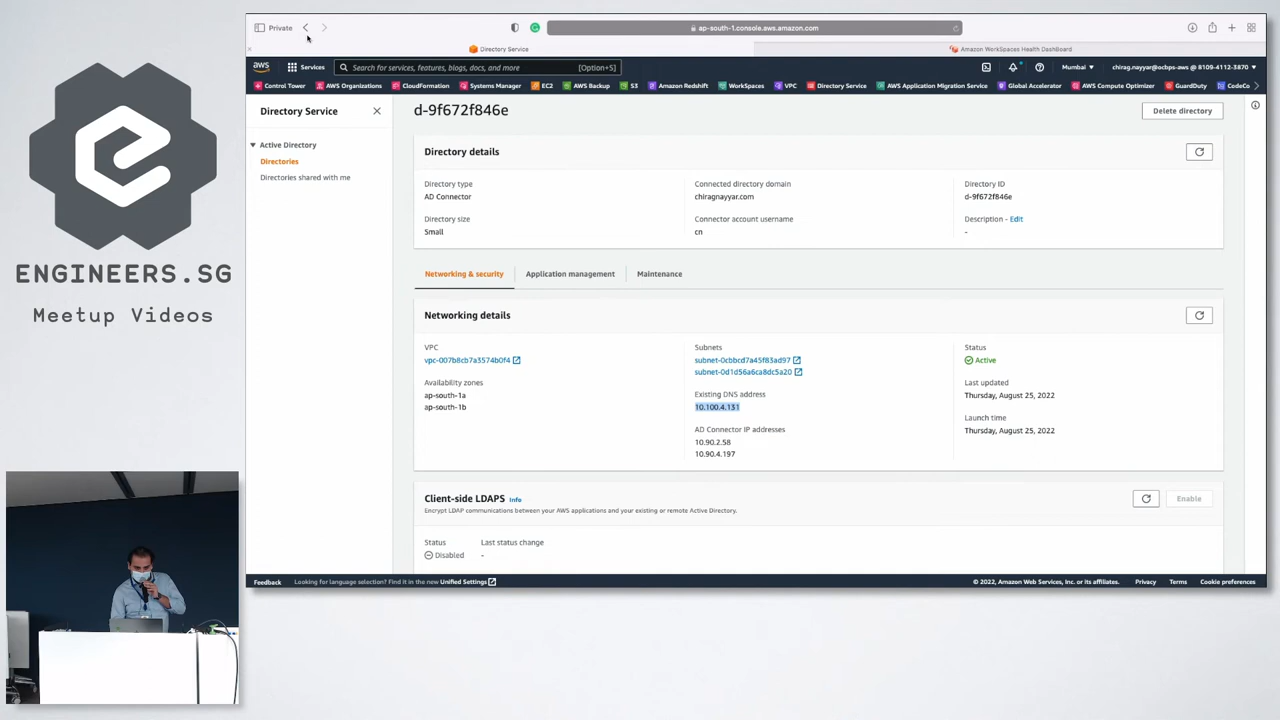 Private
ap-south-1.console.aws.amazon.com
Directory Service
Amazon WorkSpaces Health DashBoard
aws
Services
Search for services, features, blogs, docs, and more
[Option+S]
Mumbai
chirag.nayyar@ocbps-aws @ 8109-4112-3870
Control Tower
AWS Organizations
CloudFormation
Systems Manager
EC2
AWS Backup
S3
Amazon Redshift
WorkSpaces
VPC
Directory Service
AWS Application Migration Service
Global Accelerator
AWS Compute Optimizer
GuardDuty
CodeCo
Directory Service
Active Directory
Directories
Directories shared with me
d-9f672f846e
Delete directory
Directory details
Directory type
AD Connector
Directory size
Small
Connected directory domain
chiragnayyar.com
Connector account username
cn
Directory ID
d-9f672f846e
Description - Edit
-
Networking & security
Application management
Maintenance
Networking details
VPC
vpc-007b8cb7a3574b0f4
Availability zones
ap-south-1a
ap-south-1b
Subnets
subnet-0cbbcd7a45f83ad97
subnet-0d1d56a6ca8dc5a20
Existing DNS address
10.100.4.131
AD Connector IP addresses
10.90.2.58
10.90.4.197
Status
Active
Last updated
Thursday, August 25, 2022
Launch time
Thursday, August 25, 2022
Client-side LDAPS Info
Encrypt LDAP communications between your AWS applications and your existing or remote Active Directory.
Enable
Status
Disabled
Last status change
-
Feedback
Looking for language selection? Find it in the new Unified Settings
© 2022, Amazon Web Services, Inc. or its affiliates.
Privacy
Terms
Cookie preferences
ENGINEERS.SG
Meetup Videos